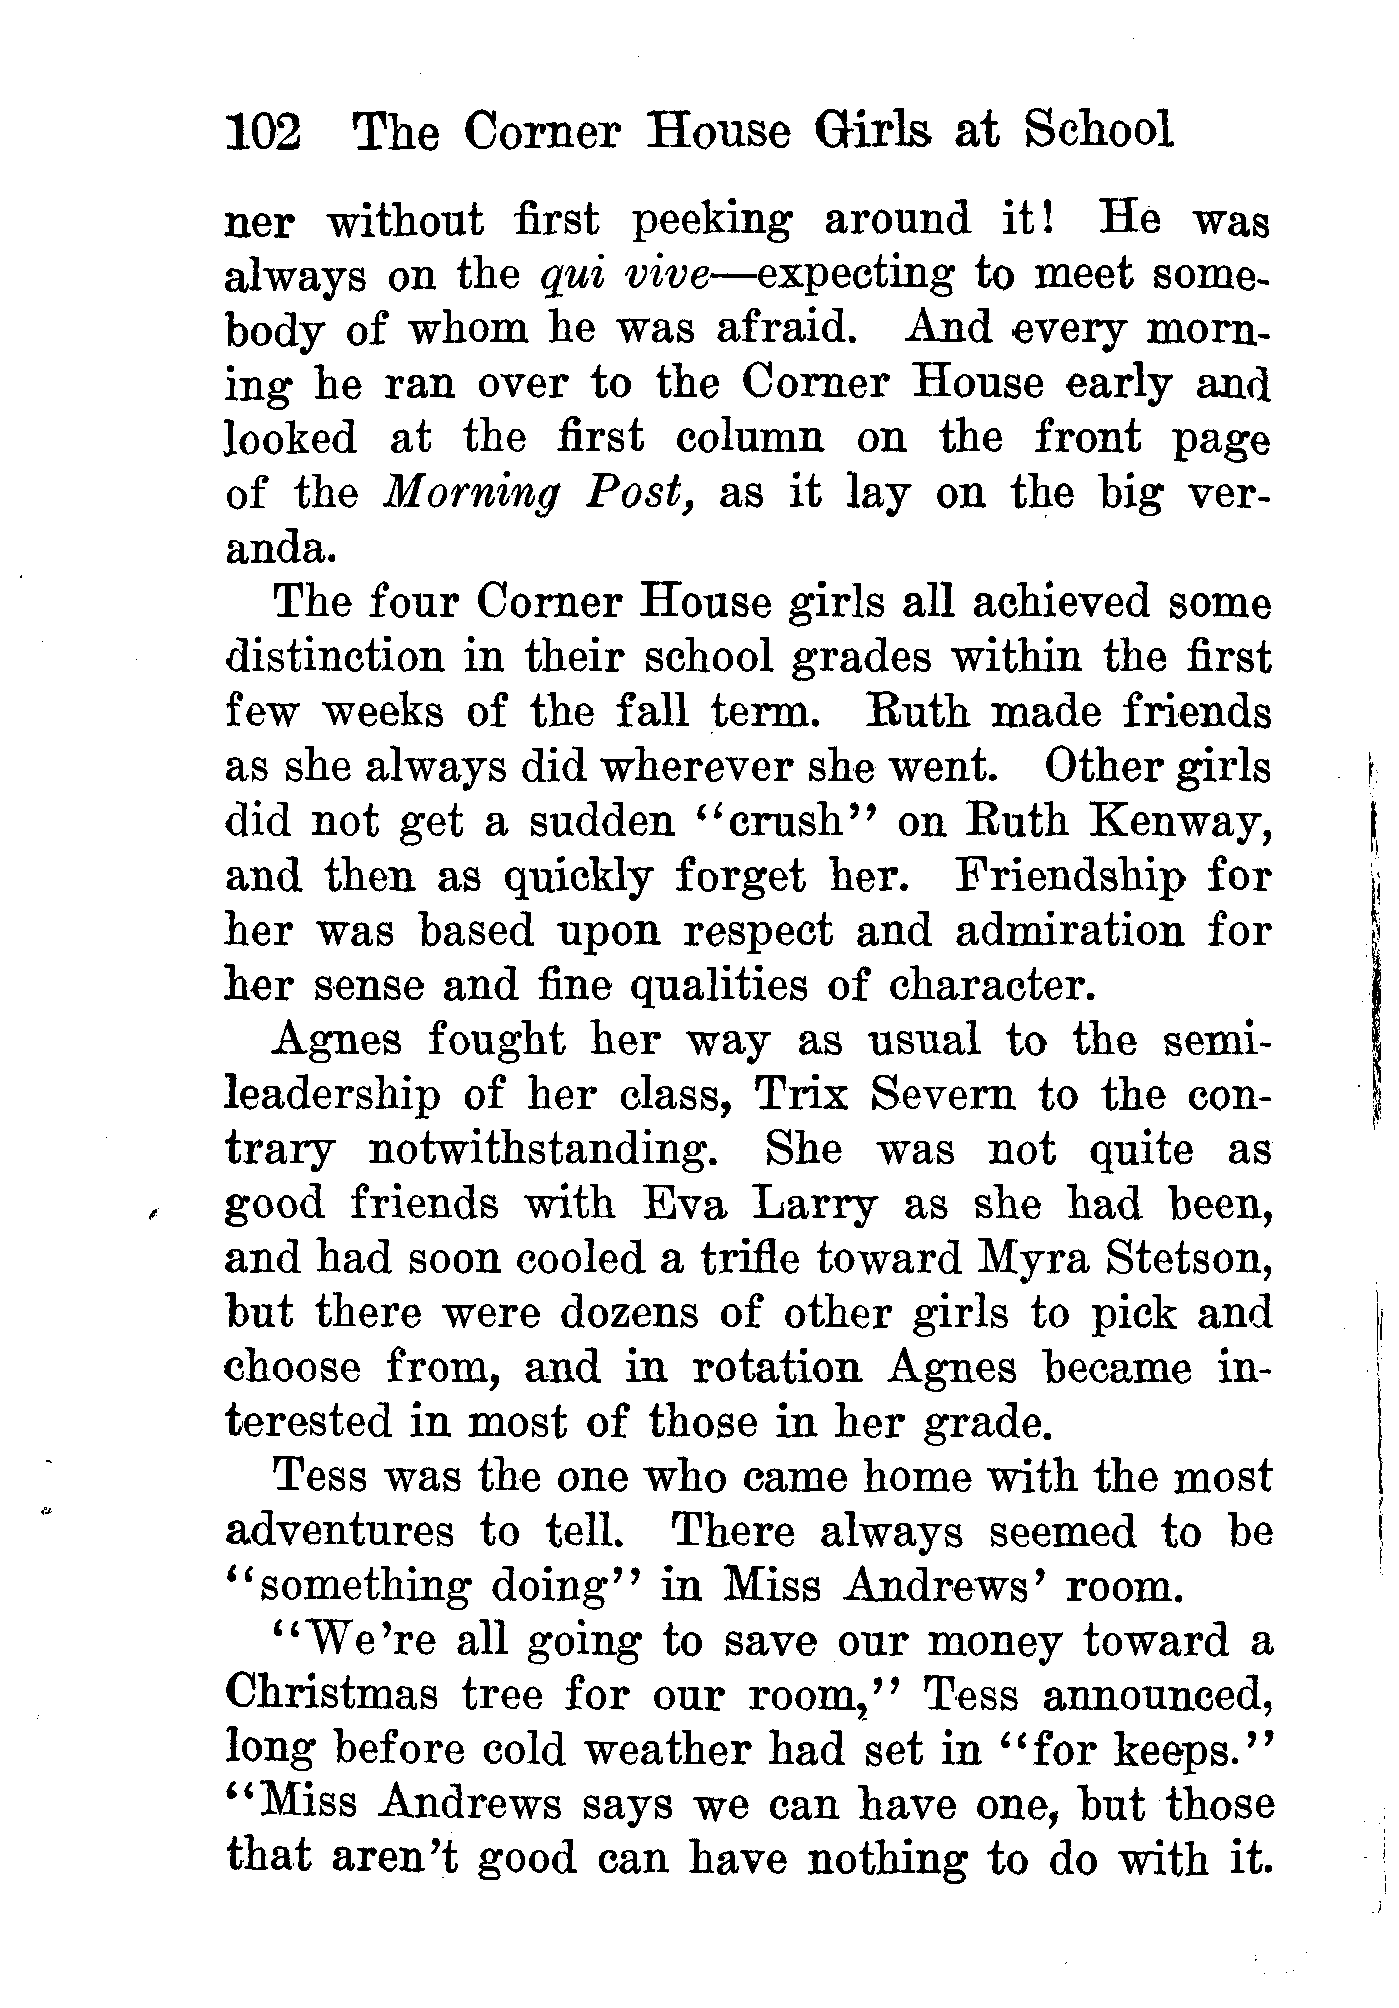 102 The Corner House Girls at School
ner without first peeking around it! He was
always on the qui vive—expecting to meet some-
body of whom he was afraid. And every morn-
ing he ran over to the Corner House early and
looked at the first column on the front page
of the Morning Post, as it lay on the big ver-
anda.
The four Corner House girls all achieved some
distinction in their school grades within the first
few weeks of the fall term. Ruth made friends
as she always did wherever she went. Other girls
did not get a sudden “crush” on Ruth Kenway,
and then as quickly forget her. Friendship for
her was based upon respect and admiration for
her sense and fine qualities of character.
Agnes fought her way as usual to the semi-
leadership of her class, Trix Severn to the con-
trary notwithstanding. She was not quite as
good friends with Eva Larry as she had been,
and had soon cooled a trifle toward Myra Stetson,
but there were dozens of other girls to pick and
choose from, and in rotation Agnes became in-
terested in most of those in her grade.
Tess was the one who came home with the most
adventures to tell. There always seemed to be
“something doing” in Miss Andrews’ room.
“We’re all going to save our money toward a
Christmas tree for our room,” Tess announced,
long before cold weather had set in “for keeps.”
“Miss Andrews says we can have one, but those
that aren’t good can have nothing to do with it.